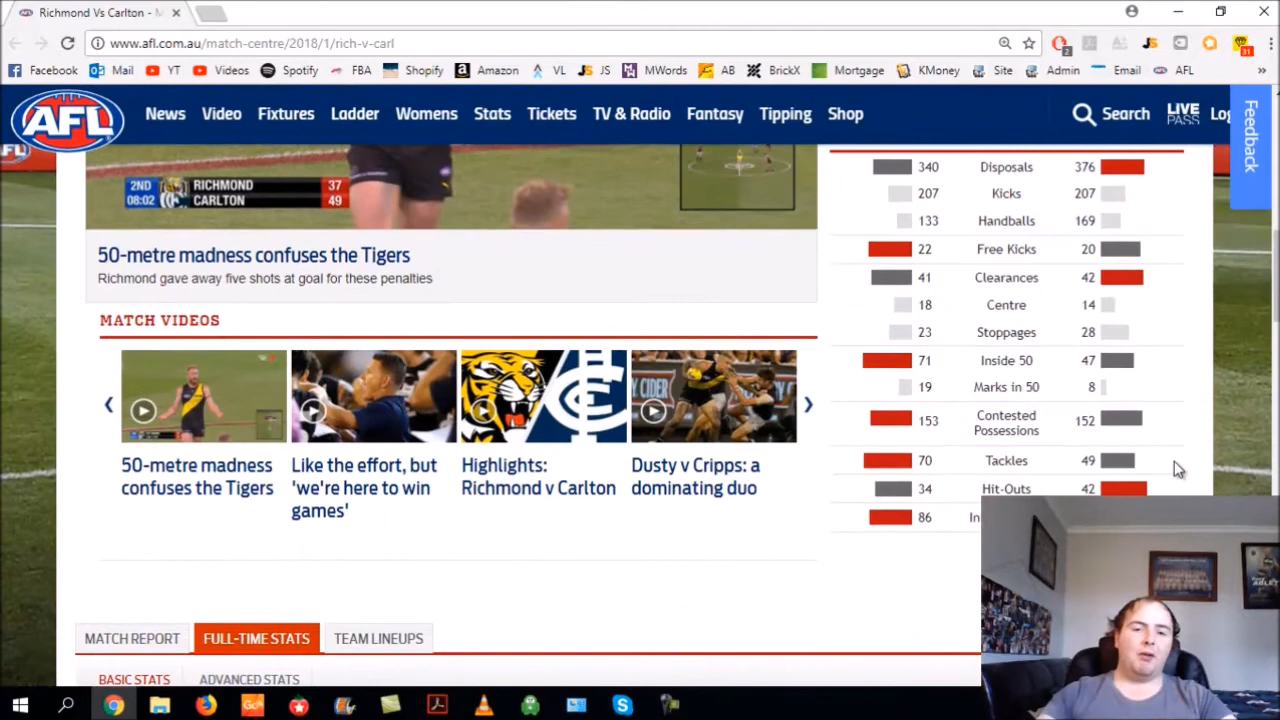 Richmond Vs Carlton -
www.afl.com.au/match-centre/2018/1/rich-v-carl
2
31
Facebook Mail YT Videos Spotify FBA Shopify Amazon VL JS MWords AB BrickX Mortgage KMoney Site Admin Email AFL »
AFL
News Video Fixtures Ladder Womens Stats Tickets TV & Radio Fantasy Tipping Shop
Search LIVE PASS
Feedback
2ND RICHMOND 37
08:02 CARLTON 49
50-metre madness confuses the Tigers
Richmond gave away five shots at goal for these penalties
MATCH VIDEOS
50-metre madness
confuses the Tigers
Like the effort, but
'we're here to win
games'
Highlights:
Richmond v Carlton
Dusty v Cripps: a
dominating duo
340 Disposals 376
207 Kicks 207
133 Handballs 169
22 Free Kicks 20
41 Clearances 42
18 Centre 14
23 Stoppages 28
71 Inside 50 47
19 Marks in 50 8
153 Contested Possessions 152
70 Tackles 49
34 Hit-Outs 42
86
MATCH REPORT FULL-TIME STATS TEAM LINEUPS
BASIC STATS ADVANCED STATS